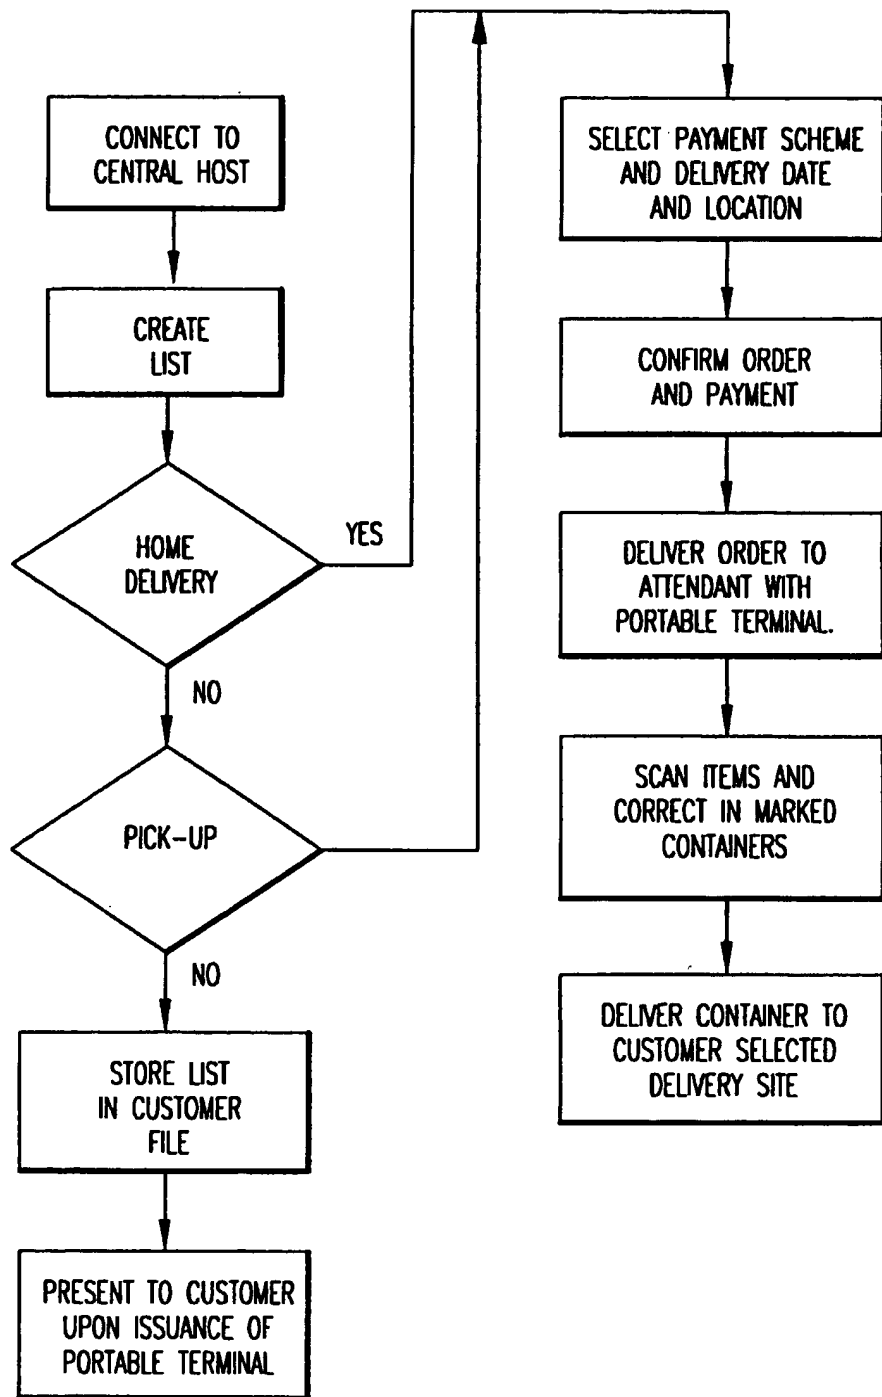 CONNECT TO
CENTRAL HOST
CREATE
LIST
HOME
DELIVERY
YES
NO
PICK-UP
NO
STORE LIST
IN CUSTOMER
FILE
PRESENT TO CUSTOMER
UPON ISSUANCE OF
PORTABLE TERMINAL
SELECT PAYMENT SCHEME
AND DELIVERY DATE
AND LOCATION
CONFIRM ORDER
AND PAYMENT
DELIVER ORDER TO
ATTENDANT WITH
PORTABLE TERMINAL.
SCAN ITEMS AND
CORRECT IN MARKED
CONTAINERS
DELIVER CONTAINER TO
CUSTOMER SELECTED
DELIVERY SITE